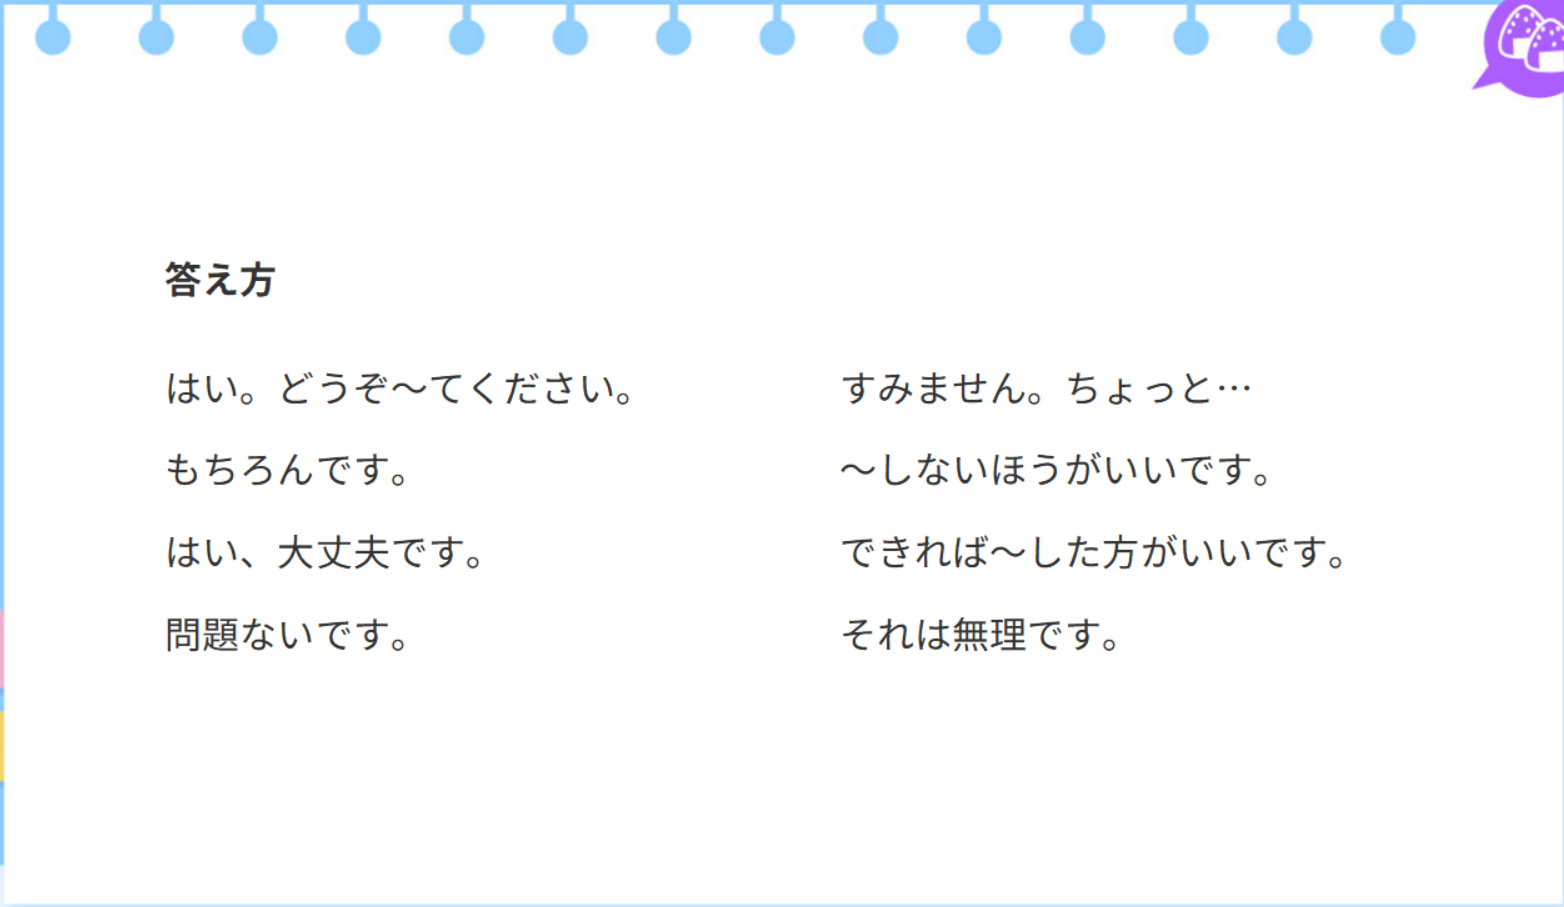 答え方
はい。どうぞ～てください。
もちろんです。
はい、大丈夫です。
問題ないです。
すみません。ちょっと…
～しないほうがいいです。
できれば～した方がいいです。
それは無理です。